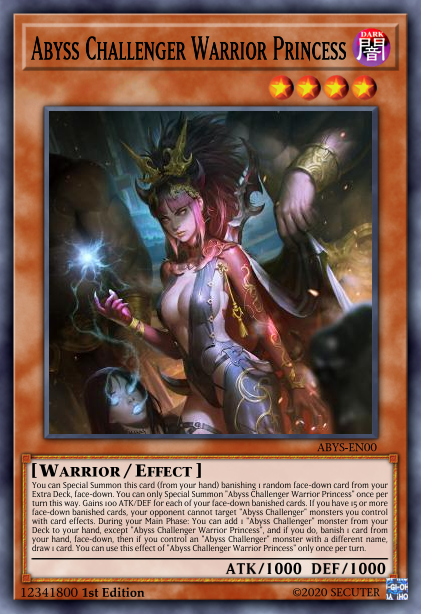 Abyss Challenger Warrior Princess
DARK
闇
ABYS-EN00
[Warrior / Effect]
You can Special Summon this card (from your hand) banishing 1 random face-down card from your
Extra Deck, face-down. You can only Special Summon "Abyss Challenger Warrior Princess" once per
turn this way. Gains 100 ATK/DEF for each of your face-down banished cards. If you have 15 or more
face-down banished cards, your opponent cannot target "Abyss Challenger" monsters you control
with card effects. During your Main Phase: You can add 1 "Abyss Challenger" monster from your
Deck to your hand, except "Abyss Challenger Warrior Princess", and if you do, banish 1 card from
your hand, face-down, then if you control an "Abyss Challenger" monster with a different name,
draw 1 card. You can use this effect of "Abyss Challenger Warrior Princess" only once per turn.
ATK/1000 DEF/1000
12341800 1st Edition ©2020 SECUTER